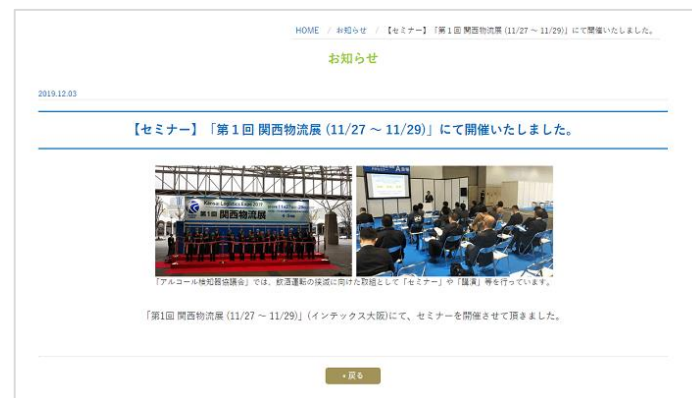 HOME / お知らせ / 【セミナー】「第１回 関西物流展 (11/27 ～ 11/29)」にて開催いたしました。
お知らせ
2019.12.03
【セミナー】「第１回 関西物流展 (11/27 ～ 11/29)」にて開催いたしました。
Kansai Logistics Expo 2019
第1回 関西物流展
「アルコール検知器協議会」では、飲酒運転の撲滅に向けた取組として「セミナー」や「講演」等を行っています。
「第1回 関西物流展 (11/27 ～ 11/29)」(インテックス大阪)にて、セミナーを開催させて頂きました。
戻る